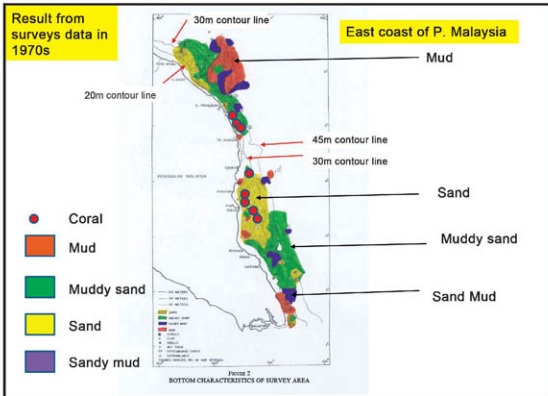 Result from
surveys data in
1970s
30m contour line
East coast of P. Malaysia
Mud
20m contour line
45m contour line
30m contour line
PENINSULAR MALAYSIA
Sand
Coral
Mud
Muddy sand
Muddy sand
Sand Mud
Sand
Sandy mud
FIGURE 2
BOTTOM CHARACTERISTICS OF SURVEY AREA